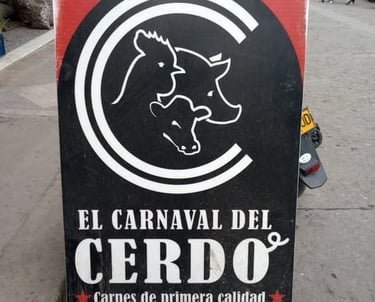 EL CARNAVAL DEL
CERDO
Carnes de primera calidad